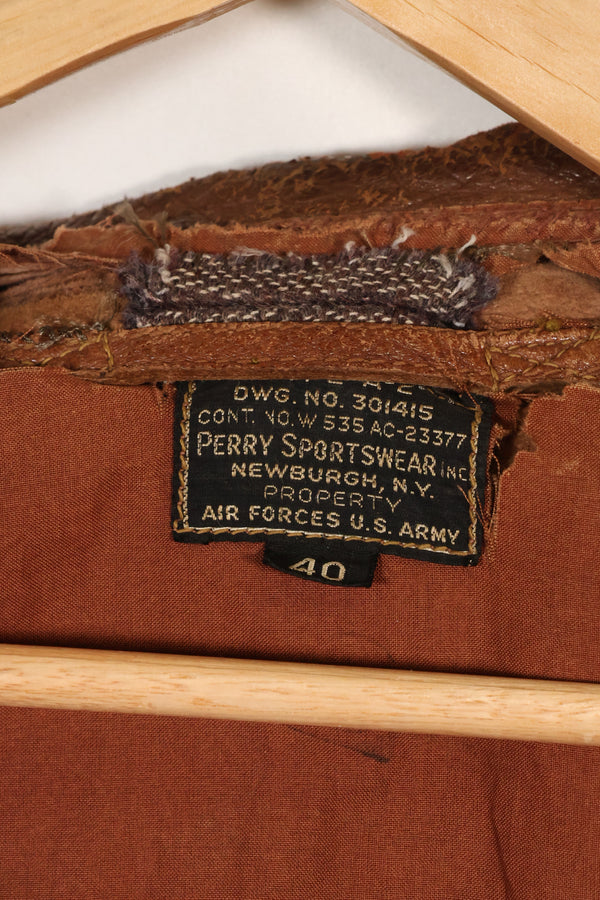 DWG. NO. 301415
CONT. NO. W 535 AC-23377
PERRY SPORTSWEAR INC
NEWBURGH, N.Y.
PROPERTY
AIR FORCES U.S. ARMY
40